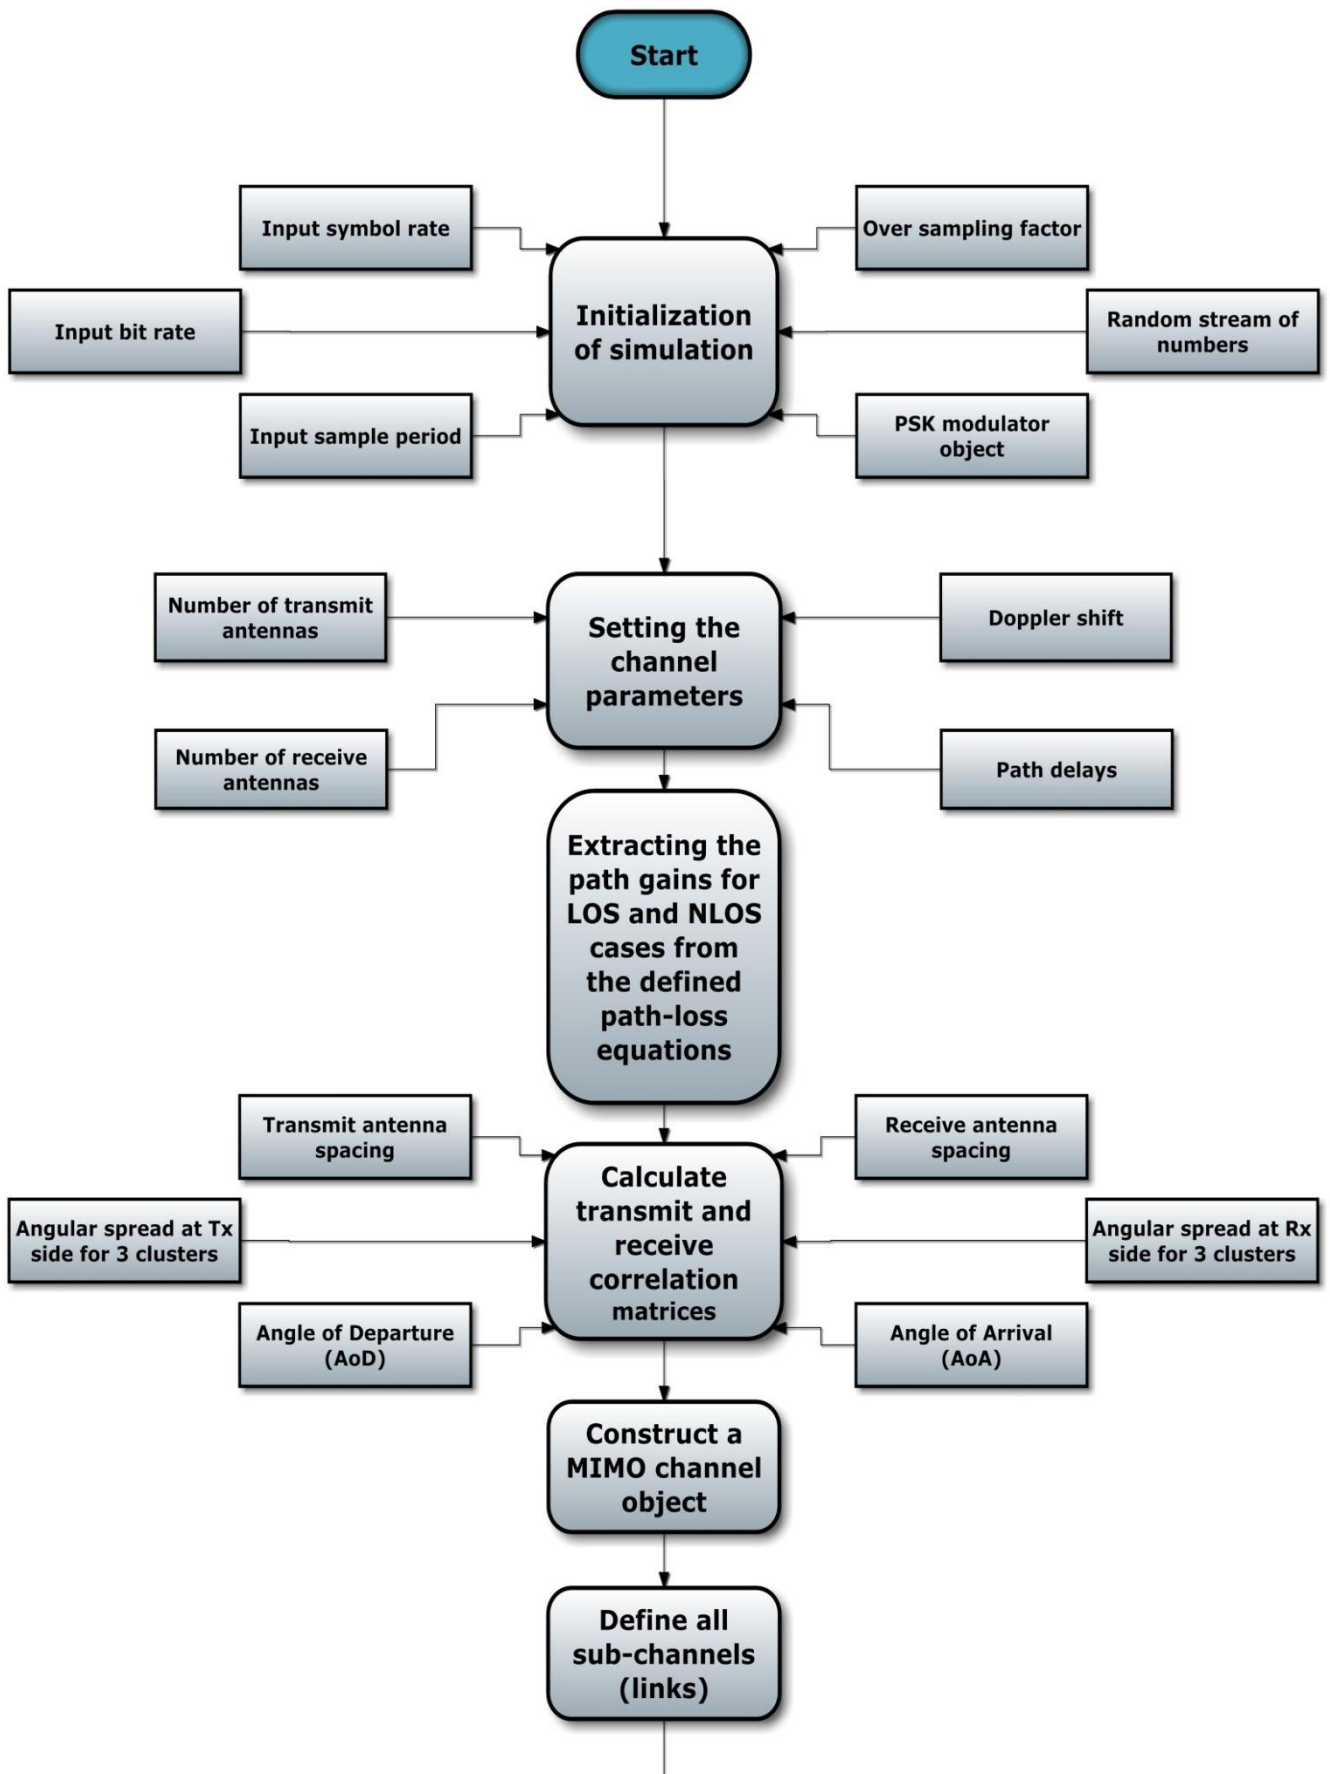 Start
Input symbol rate
Over sampling factor
Initialization
of simulation
Input bit rate
Random stream of
numbers
Input sample period
PSK modulator
object
Number of transmit
antennas
Setting the
channel
parameters
Doppler shift
Number of receive
antennas
Path delays
Extracting the
path gains for
LOS and NLOS
cases from
the defined
path-loss
equations
Transmit antenna
spacing
Receive antenna
spacing
Calculate
transmit and
receive
correlation
matrices
Angular spread at Tx
side for 3 clusters
Angular spread at Rx
side for 3 clusters
Angle of Departure
(AoD)
Angle of Arrival
(AoA)
Construct a
MIMO channel
object
Define all
sub-channels
(links)